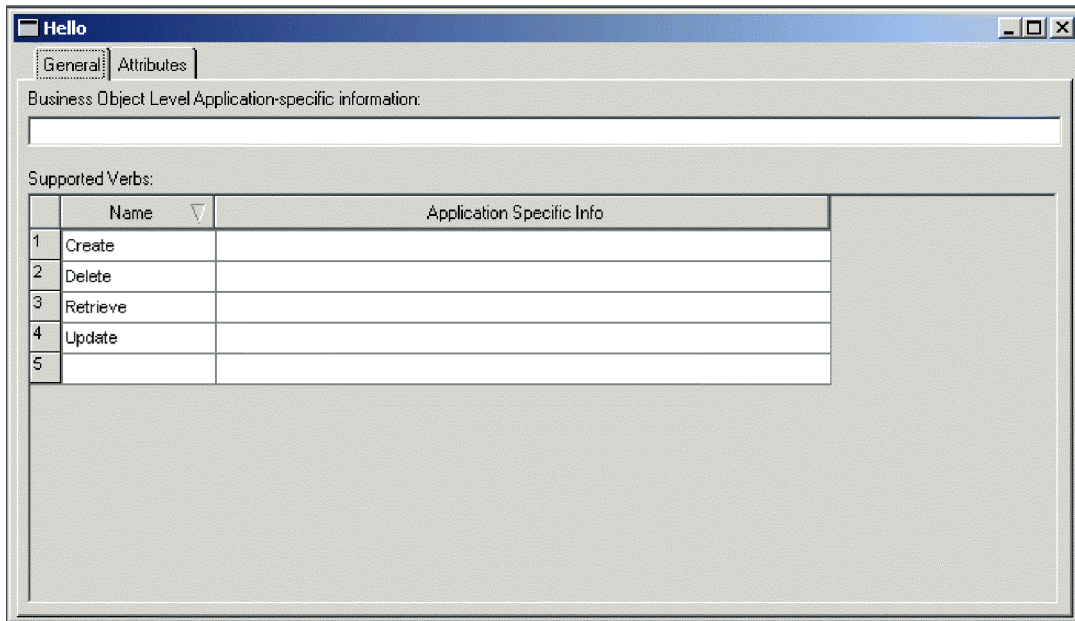 Hello
General Attributes
Business Object Level Application-specific information:
Supported Verbs:
Name Application Specific Info
1 Create
2 Delete
3 Retrieve
4 Update
5